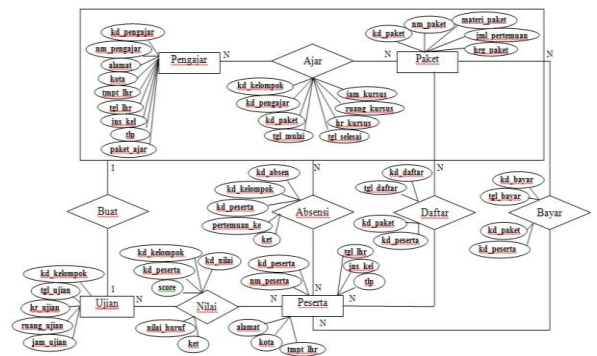 kd_pengajar
nm_pengajar
alamat
kota
tmpt_lhr
tgl_lhr
jns_kel
tlp
paket_ajar
Pengajar
N
Ajar
N
Paket
N
kd_paket
nm_paket
materi_paket
jml_pertemuan
hrg_paket
kd_kelompok
kd_pengajar
kd_paket
tgl_mulai
jam_kursus
ruang_kursus
hr_kursus
tgl_selesai
1
N
N
Buat
kd_absen
kd_kelompok
kd_peserta
pertemuan_ke
ket
Absensi
kd_daftar
tgl_daftar
kd_paket
kd_peserta
Daftar
kd_bayar
tgl_bayar
kd_paket
kd_peserta
Bayar
kd_kelompok
tgl_ujian
hr_ujian
ruang_ujian
jam_ujian
1
Ujian
N
kd_kelompok
kd_peserta
score
kd_nilai
nilai_huruf
ket
Nilai
N
kd_peserta
nm_peserta
N
tgl_lhr
jns_kel
tlp
Peserta
N
N
alamat
kota
tmpt_lhr